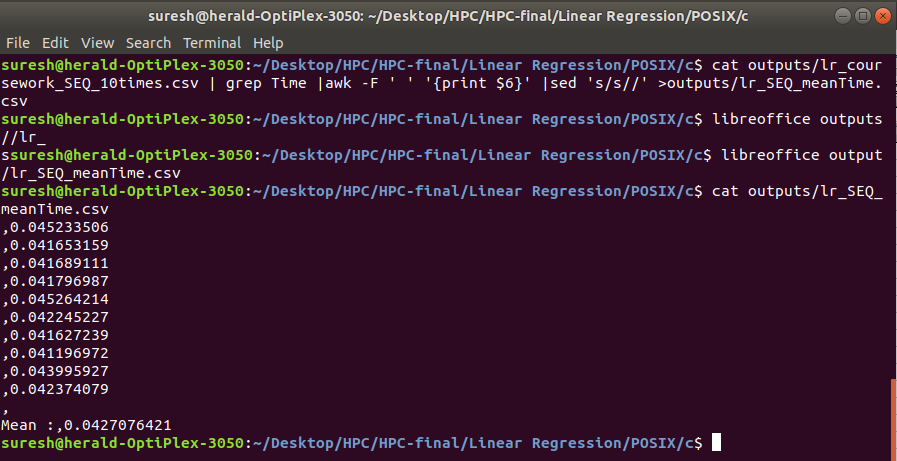 suresh@herald-OptiPlex-3050: ~/Desktop/HPC/HPC-final/Linear Regression/POSIX/c
File Edit View Search Terminal Help
suresh@herald-OptiPlex-3050:~/Desktop/HPC/HPC-final/Linear Regression/POSIX/c$ cat outputs/lr_cour
sework_SEQ_10times.csv | grep Time |awk -F ' ' '{print $6}' |sed 's/s//' >outputs/lr_SEQ_meanTime.
csv
suresh@herald-OptiPlex-3050:~/Desktop/HPC/HPC-final/Linear Regression/POSIX/c$ libreoffice outputs
//lr_
ssuresh@herald-OptiPlex-3050:~/Desktop/HPC/HPC-final/Linear Regression/POSIX/c$ libreoffice output
/lr_SEQ_meanTime.csv
suresh@herald-OptiPlex-3050:~/Desktop/HPC/HPC-final/Linear Regression/POSIX/c$ cat outputs/lr_SEQ_
meanTime.csv
,0.045233506
,0.041653159
,0.041689111
,0.041796987
,0.045264214
,0.042245227
,0.041627239
,0.041196972
,0.043995927
,0.042374079
,
Mean :,0.0427076421
suresh@herald-OptiPlex-3050:~/Desktop/HPC/HPC-final/Linear Regression/POSIX/c$